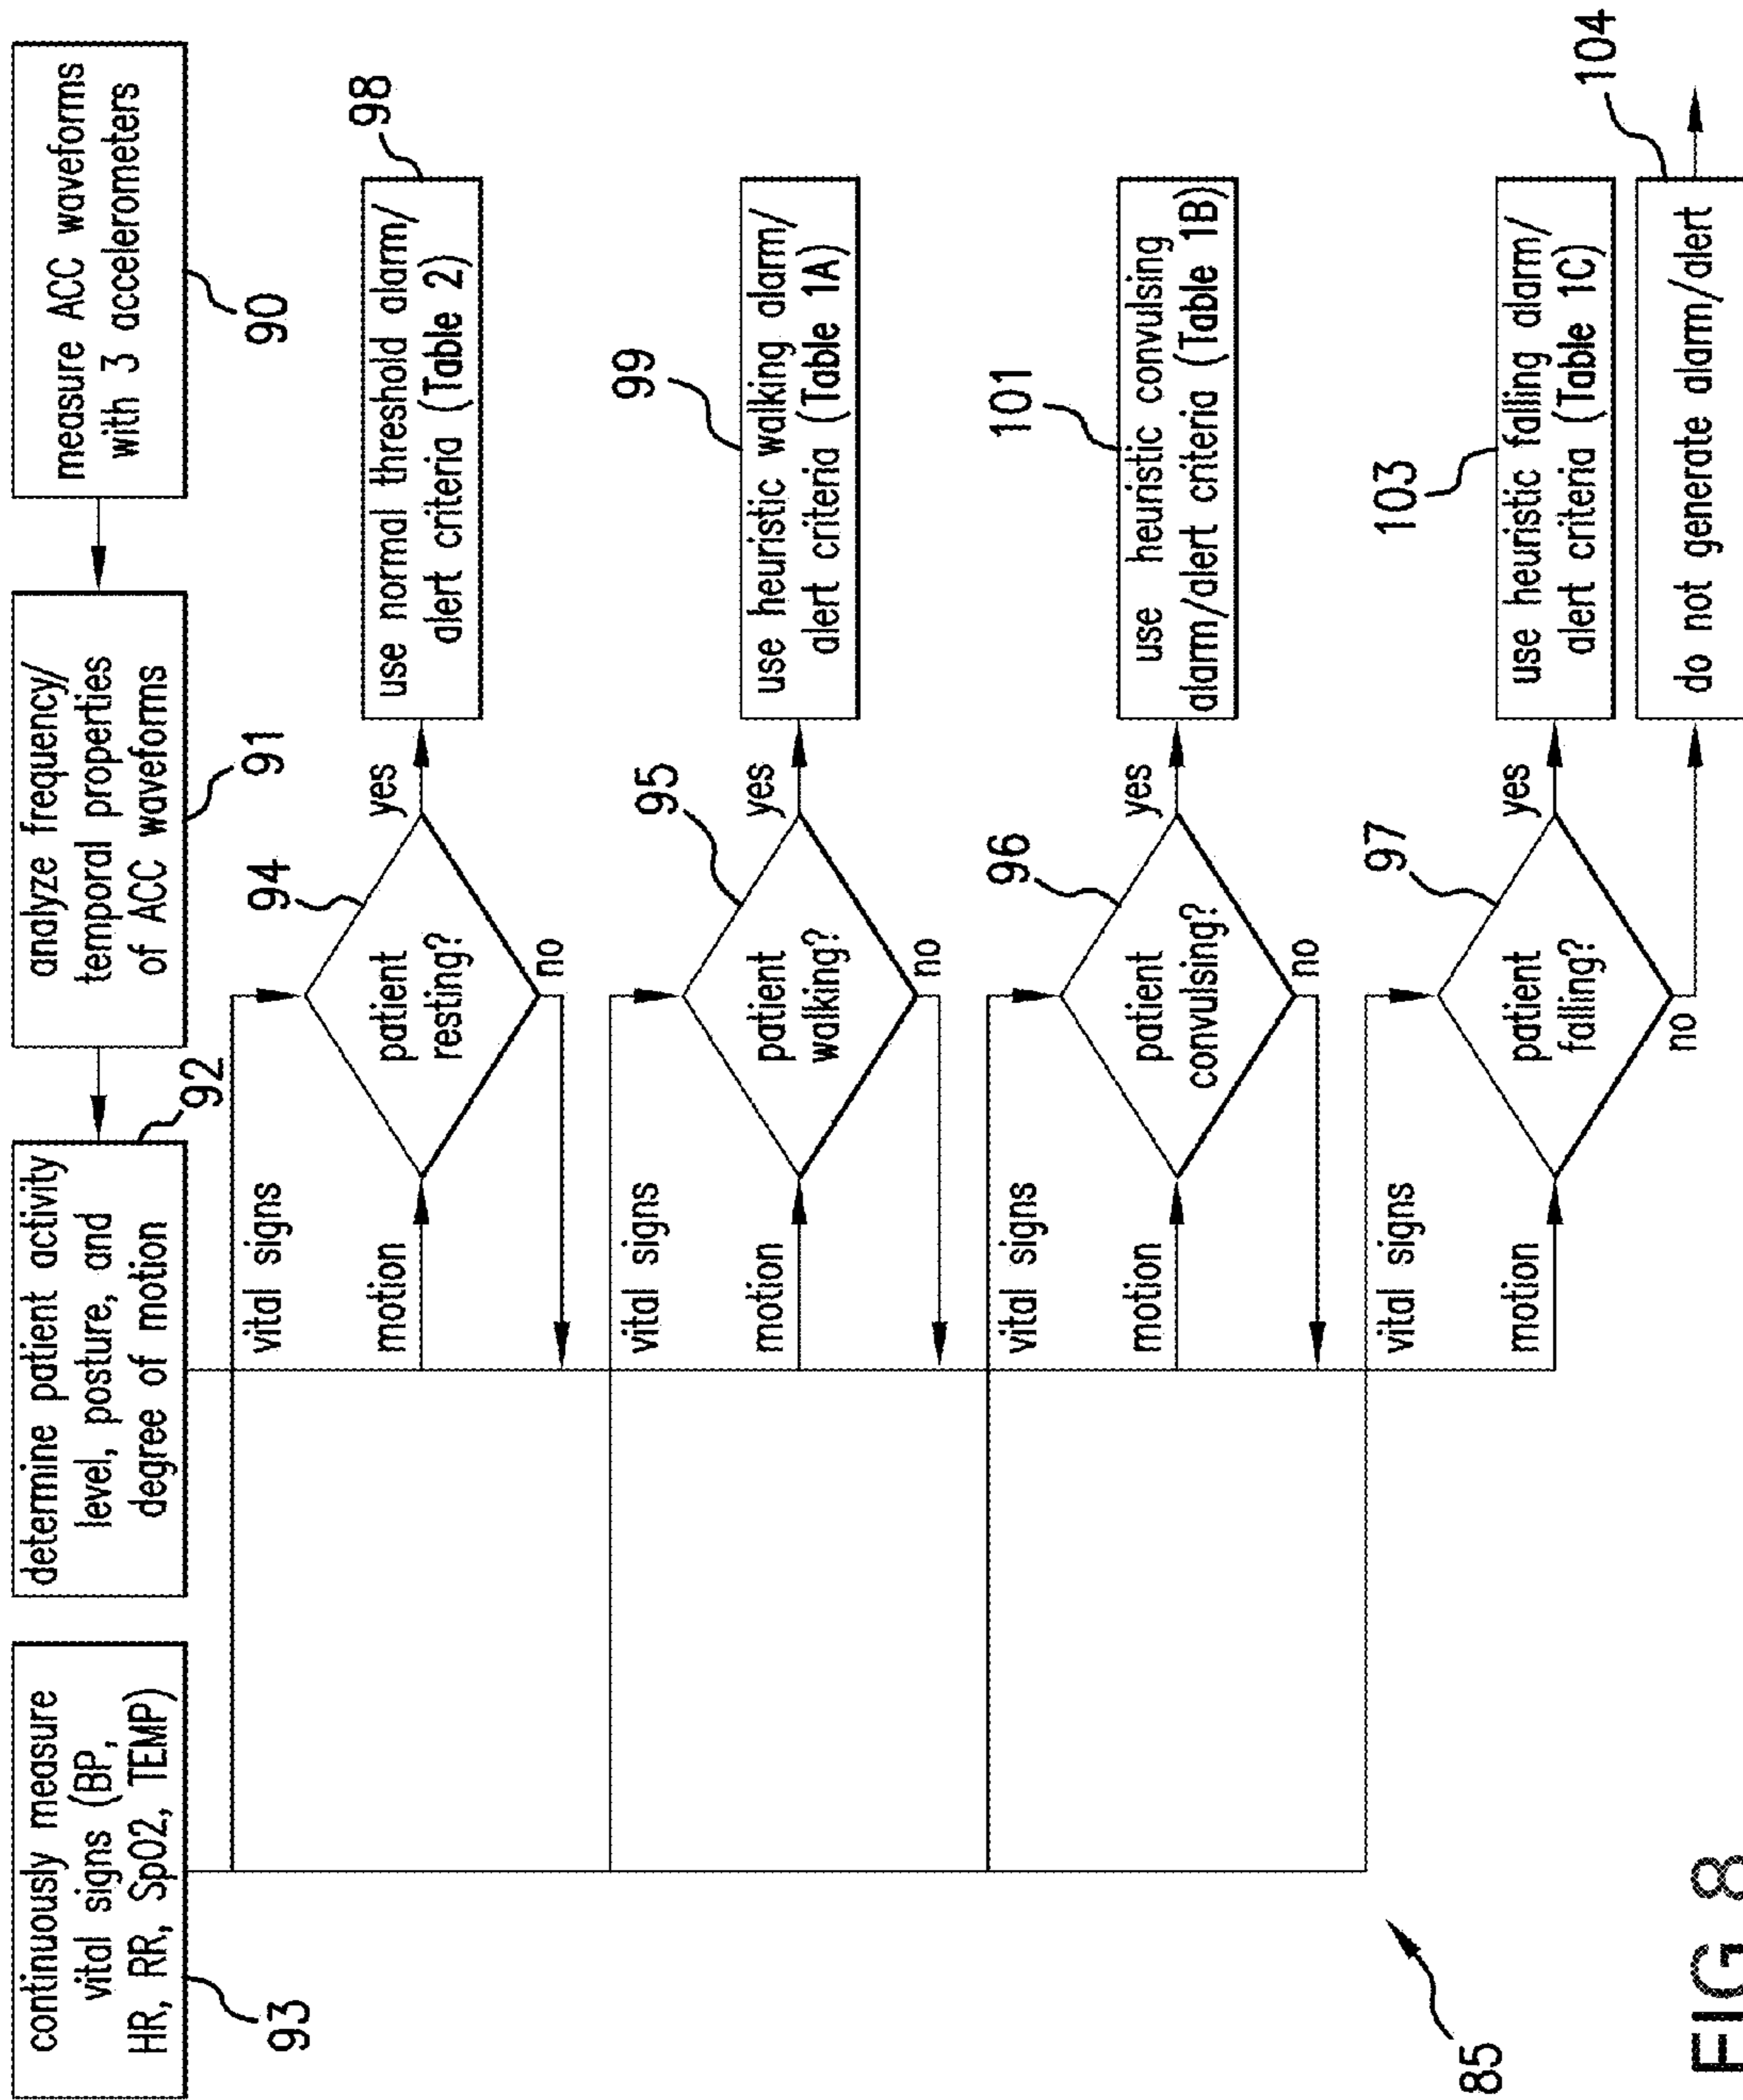 continuously measure
vital signs (BP,
HR, RR, SpO2, TEMP)
93
determine patient activity
level, posture, and
degree of motion
92
analyze frequency/
temporal properties
of ACC waveforms
91
measure ACC waveforms
with 3 accelerometers
90
vital signs
motion
patient
resting?
94
yes
no
use normal threshold alarm/
alert criteria (Table 2)
98
vital signs
motion
patient
walking?
95
yes
no
use heuristic walking alarm/
alert criteria (Table 1A)
99
vital signs
motion
patient
convulsing?
96
yes
no
use heuristic convulsing
alarm/alert criteria (Table 1B)
101
vital signs
motion
patient
falling?
97
yes
no
use heuristic falling alarm/
alert criteria (Table 1C)
103
do not generate alarm/alert
104
85
FIG 8